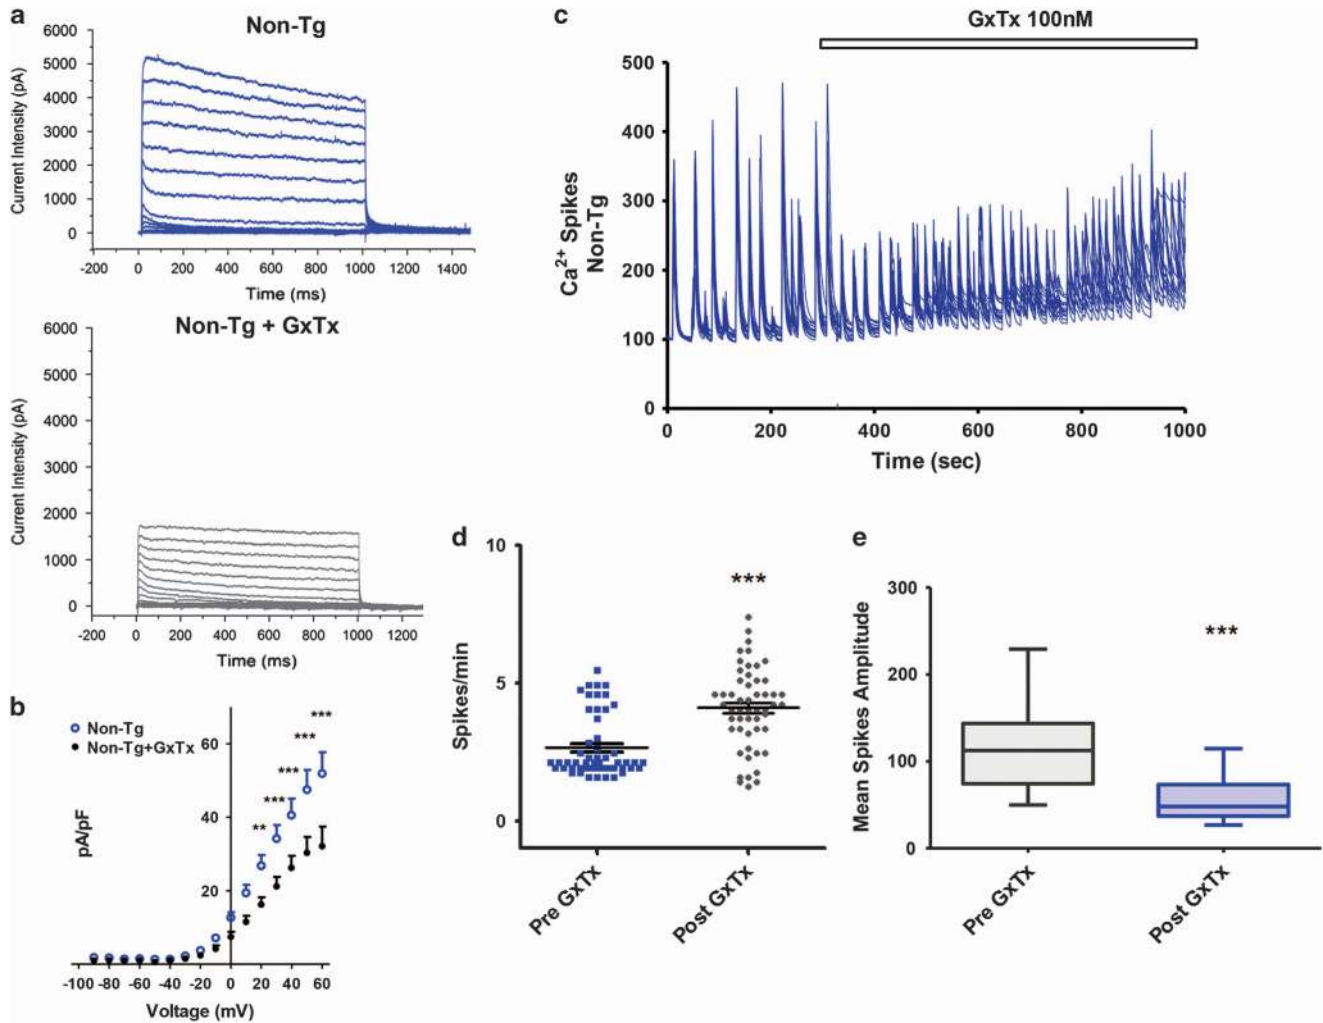 a
Non-Tg
6000
5000
4000
3000
2000
1000
0
Current Intensity (pA)
-200 0 200 400 600 800 1000 1200 1400
Time (ms)
Non-Tg + GxTx
6000
5000
4000
3000
2000
1000
0
Current Intensity (pA)
-200 0 200 400 600 800 1000 1200
Time (ms)
b
Non-Tg
Non-Tg+GxTx
***
***
***
***
**
60
40
20
pA/pF
-100 -80 -60 -40 -20 0 20 40 60
Voltage (mV)
c
GxTx 100nM
500
400
300
200
100
0
Ca2+ Spikes
Non-Tg
0 200 400 600 800 1000
Time (sec)
d
10
5
0
Spikes/min
***
Pre GxTx
Post GxTx
e
300
200
100
0
Mean Spikes Amplitude
***
Pre GxTx
Post GxTx